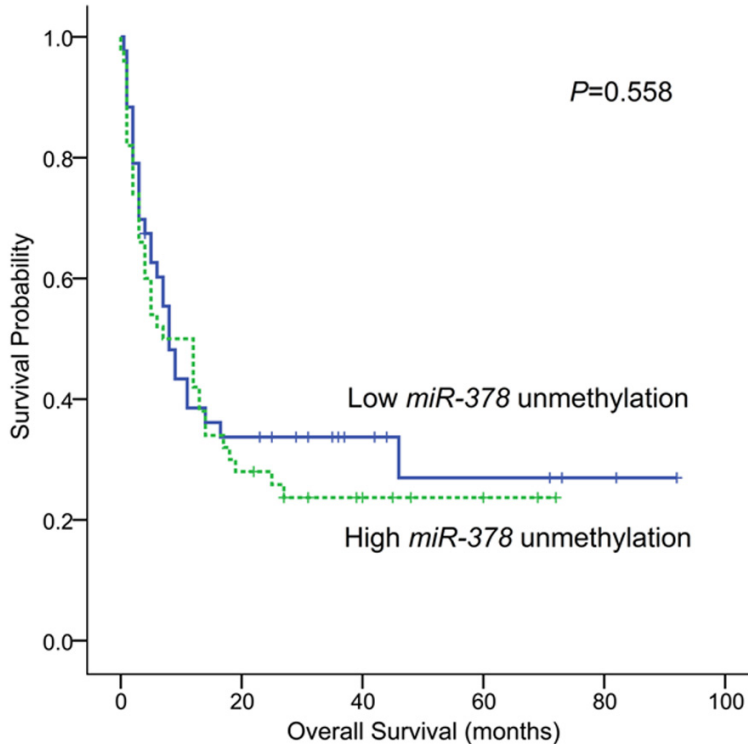 1.0
P=0.558
0.8
0.6
Survival Probability
Low miR-378 unmethylation
0.4
High miR-378 unmethylation
0.2
0.0
0 20 40 60 80 100
Overall Survival (months)